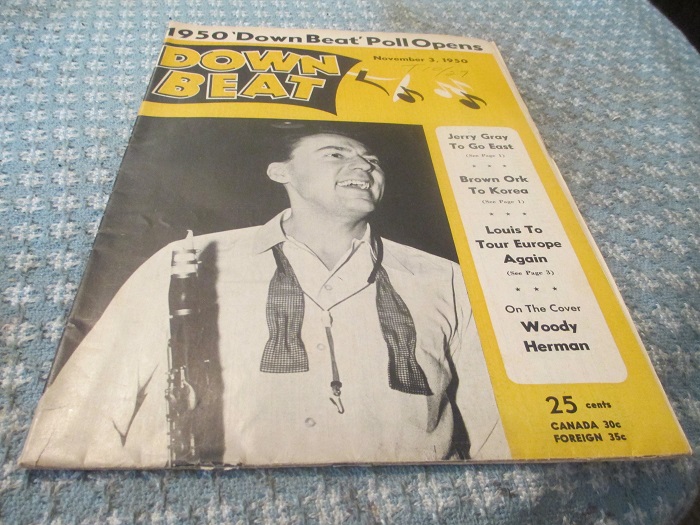 1950 'Down Beat' Poll Opens
DOWN
BEAT
November 3, 1950
Jerry Gray
To Go East
(See Page 1)
* * *
Brown Ork
To Korea
(See Page 1)
* * *
Louis To
Tour Europe
Again
(See Page 3)
* * *
On The Cover
Woody
Herman
25 cents
CANADA 30c
FOREIGN 35c